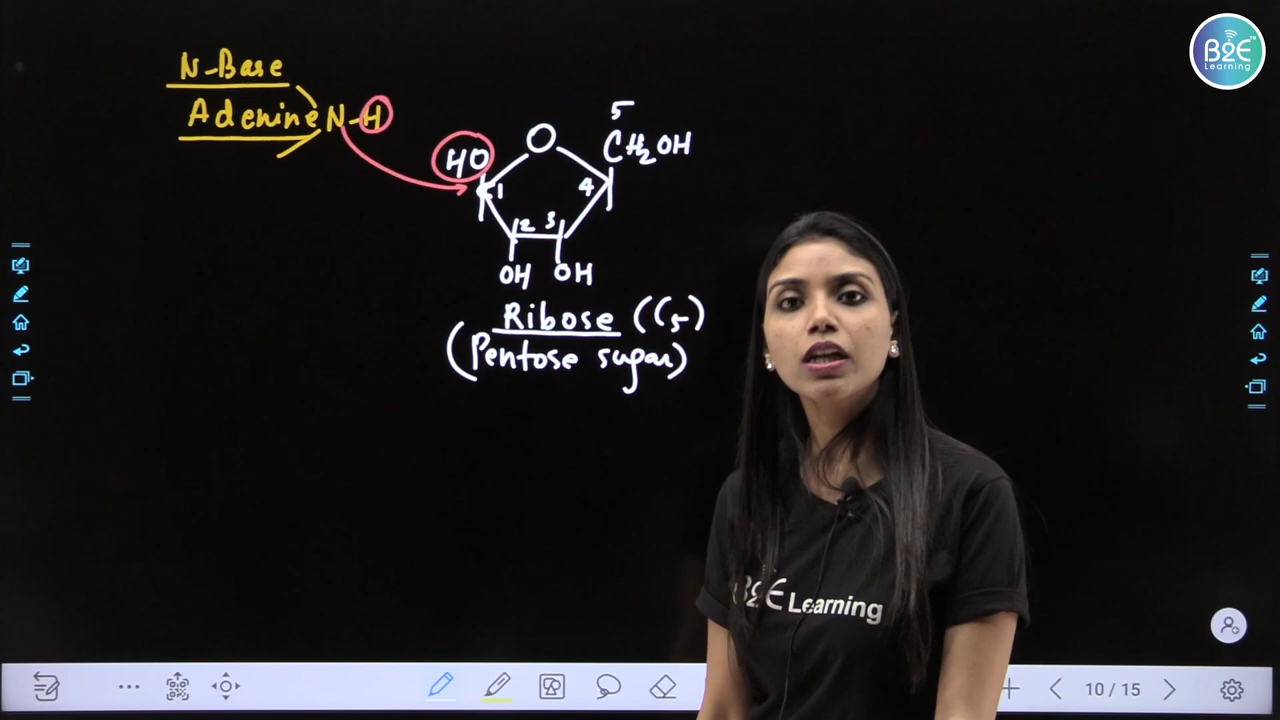 N-Base
Adenine N-H
HO
O
5
CH2OH
1
4
2
3
OH
OH
Ribose (C5)
(Pentose sugar)
B2E
Learning
TM
B2E Learning
10 / 15